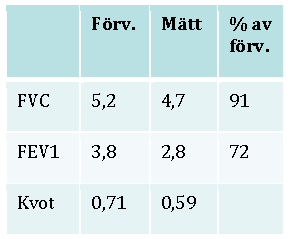 Förv. Mätt % av
förv.
FVC 5,2 4,7 91
FEV1 3,8 2,8 72
Kvot 0,71 0,59